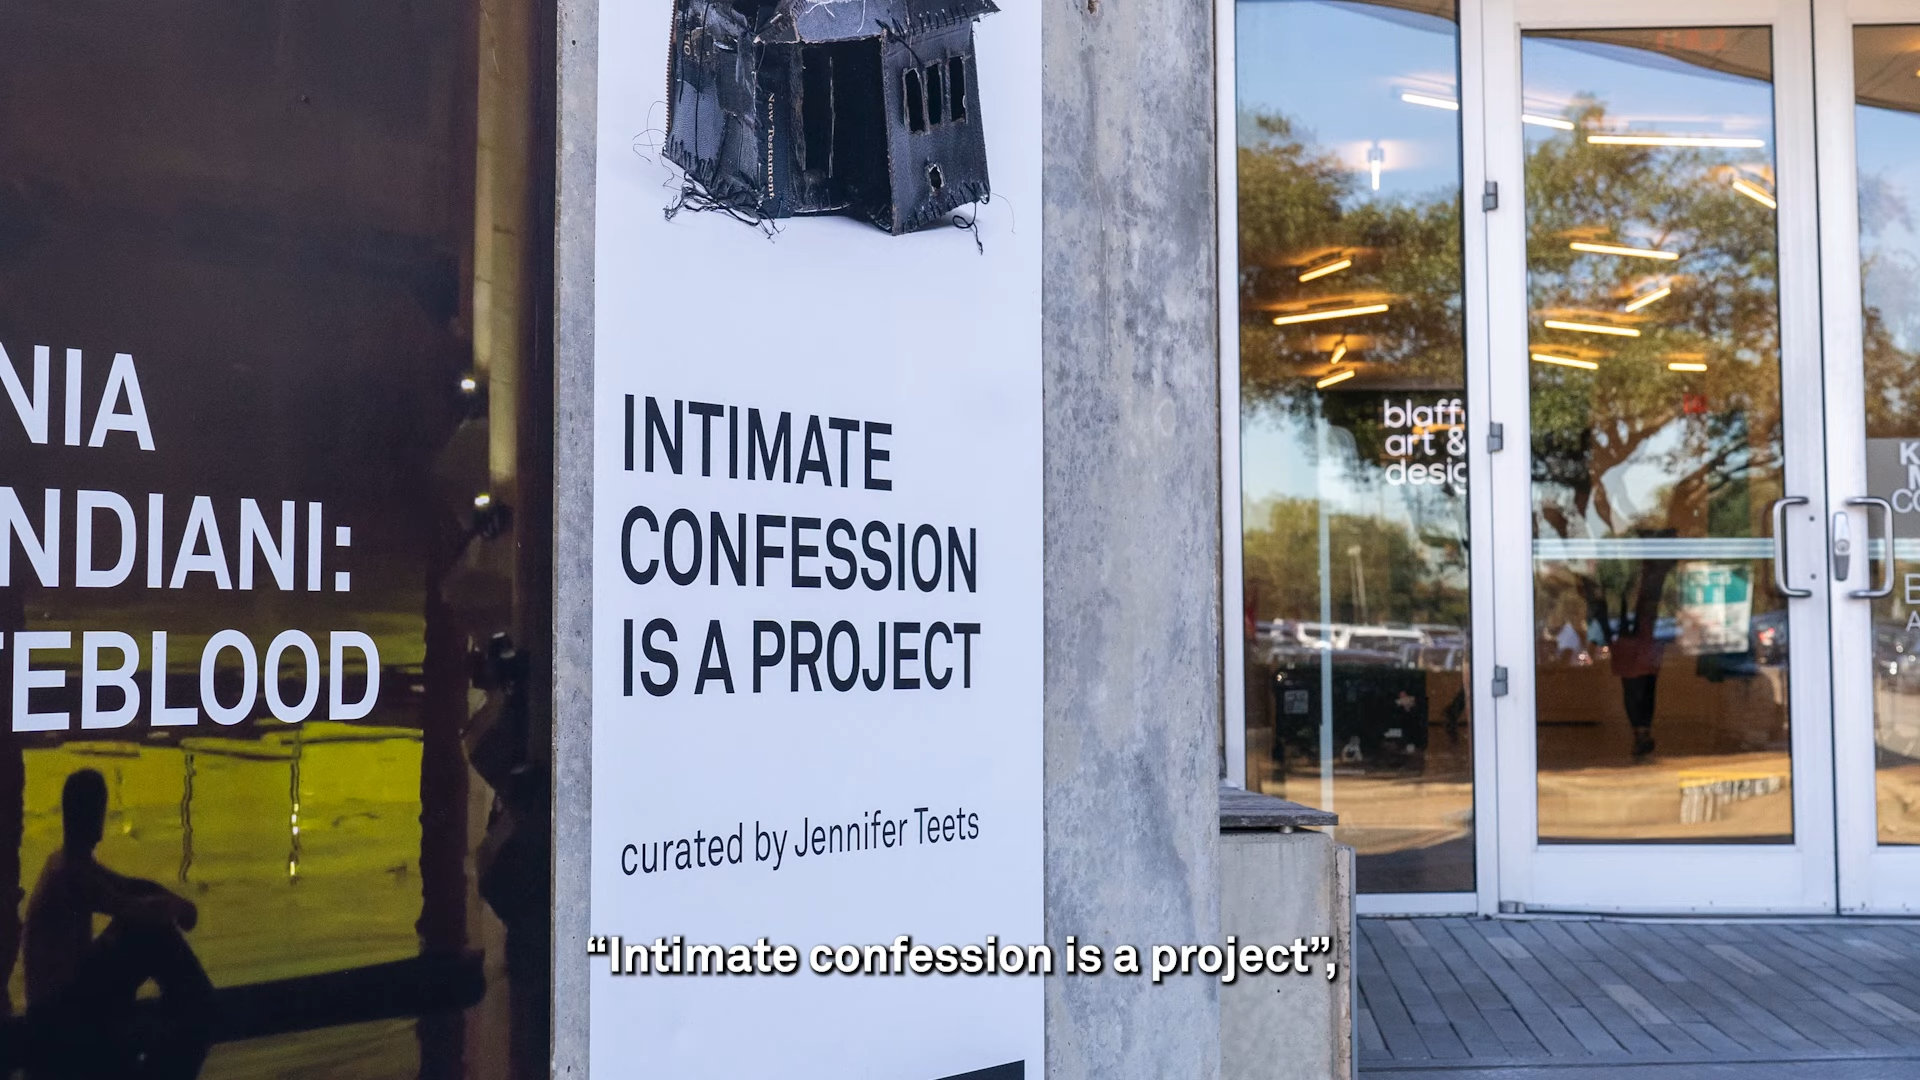 NIA
NDIANI:
TEBLOOD
New Testament
INTIMATE
CONFESSION
IS A PROJECT
curated by Jennifer Teets
“Intimate confession is a project”,
blaff
art &
desig